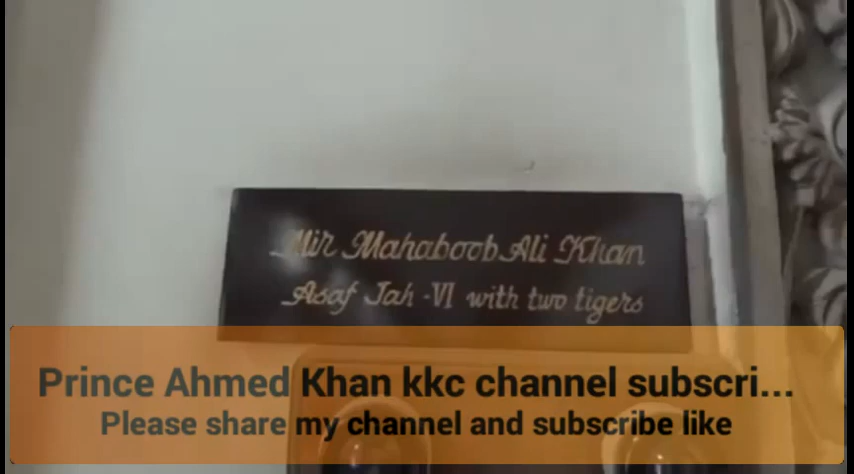 Mir Mahaboob Ali Khan
Asaf Jah -VI with two tigers
Prince Ahmed Khan kkc channel subscri...
Please share my channel and subscribe like